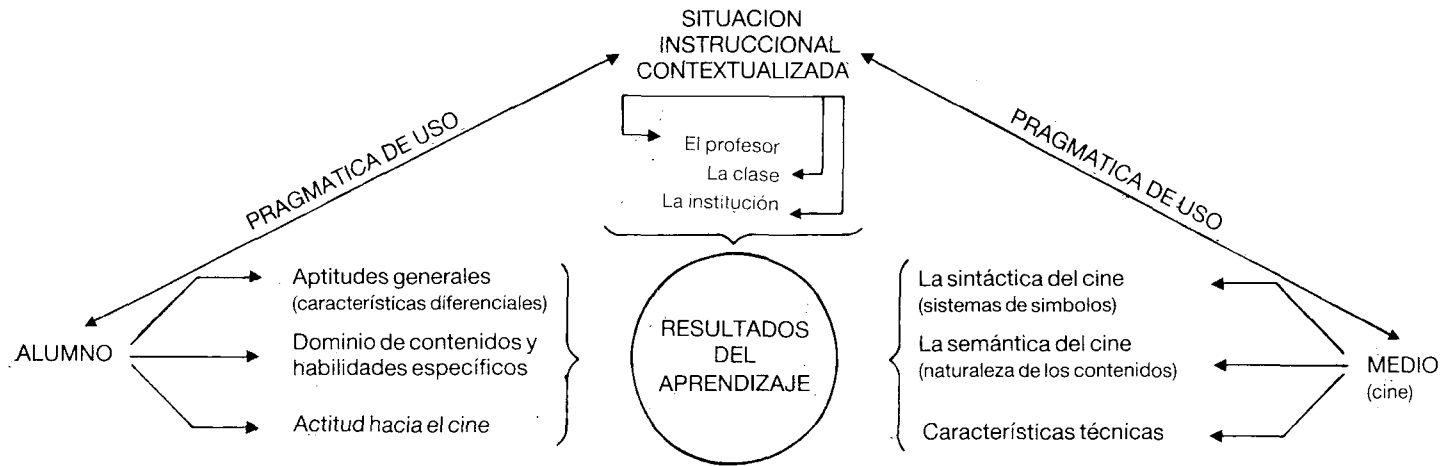 SITUACION
INSTRUCCIONAL
CONTEXTUALIZADA
PRAGMATICA DE USO
PRAGMATICA DE USO
El profesor
La clase
La institución
ALUMNO
Aptitudes generales
(características diferenciales)
Dominio de contenidos y
habilidades específicos
Actitud hacia el cine
RESULTADOS
DEL
APRENDIZAJE
La sintáctica del cine
(sistemas de simbolos)
La semántica del cine
(naturaleza de los contenidos)
Características técnicas
MEDIO
(cine)